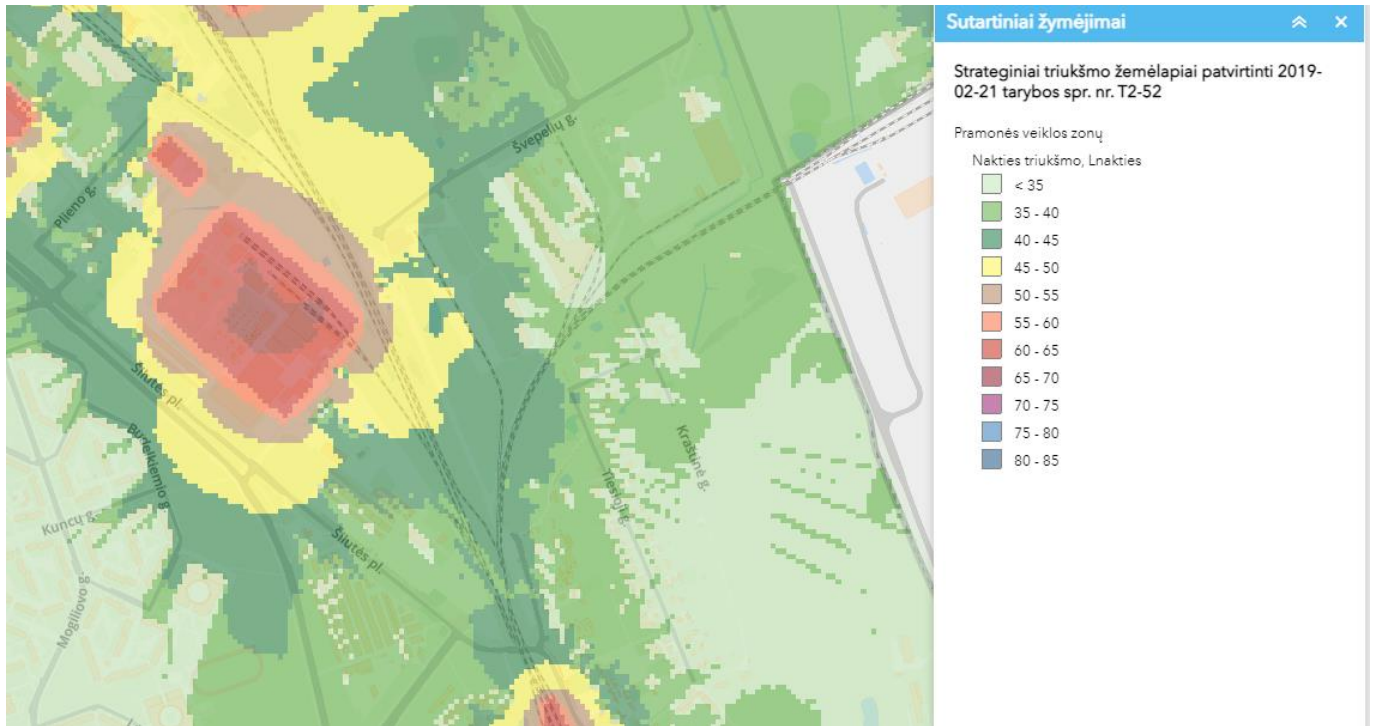 Sutartiniai žymėjimai
Strateginiai triukšmo žemėlapiai patvirtinti 2019-
02-21 tarybos spr. nr. T2-52
Pramonės veiklos zonų
Nakties triukšmo, Lnakties
< 35
35 - 40
40 - 45
45 - 50
50 - 55
55 - 60
60 - 65
65 - 70
70 - 75
75 - 80
80 - 85
Švepelių g.
Plieno g.
Šilutės pl.
Budelkiemio g.
Kuncų g.
Mogiliovo g.
Šilutės pl.
Tiesioji g.
Kraštinė g.